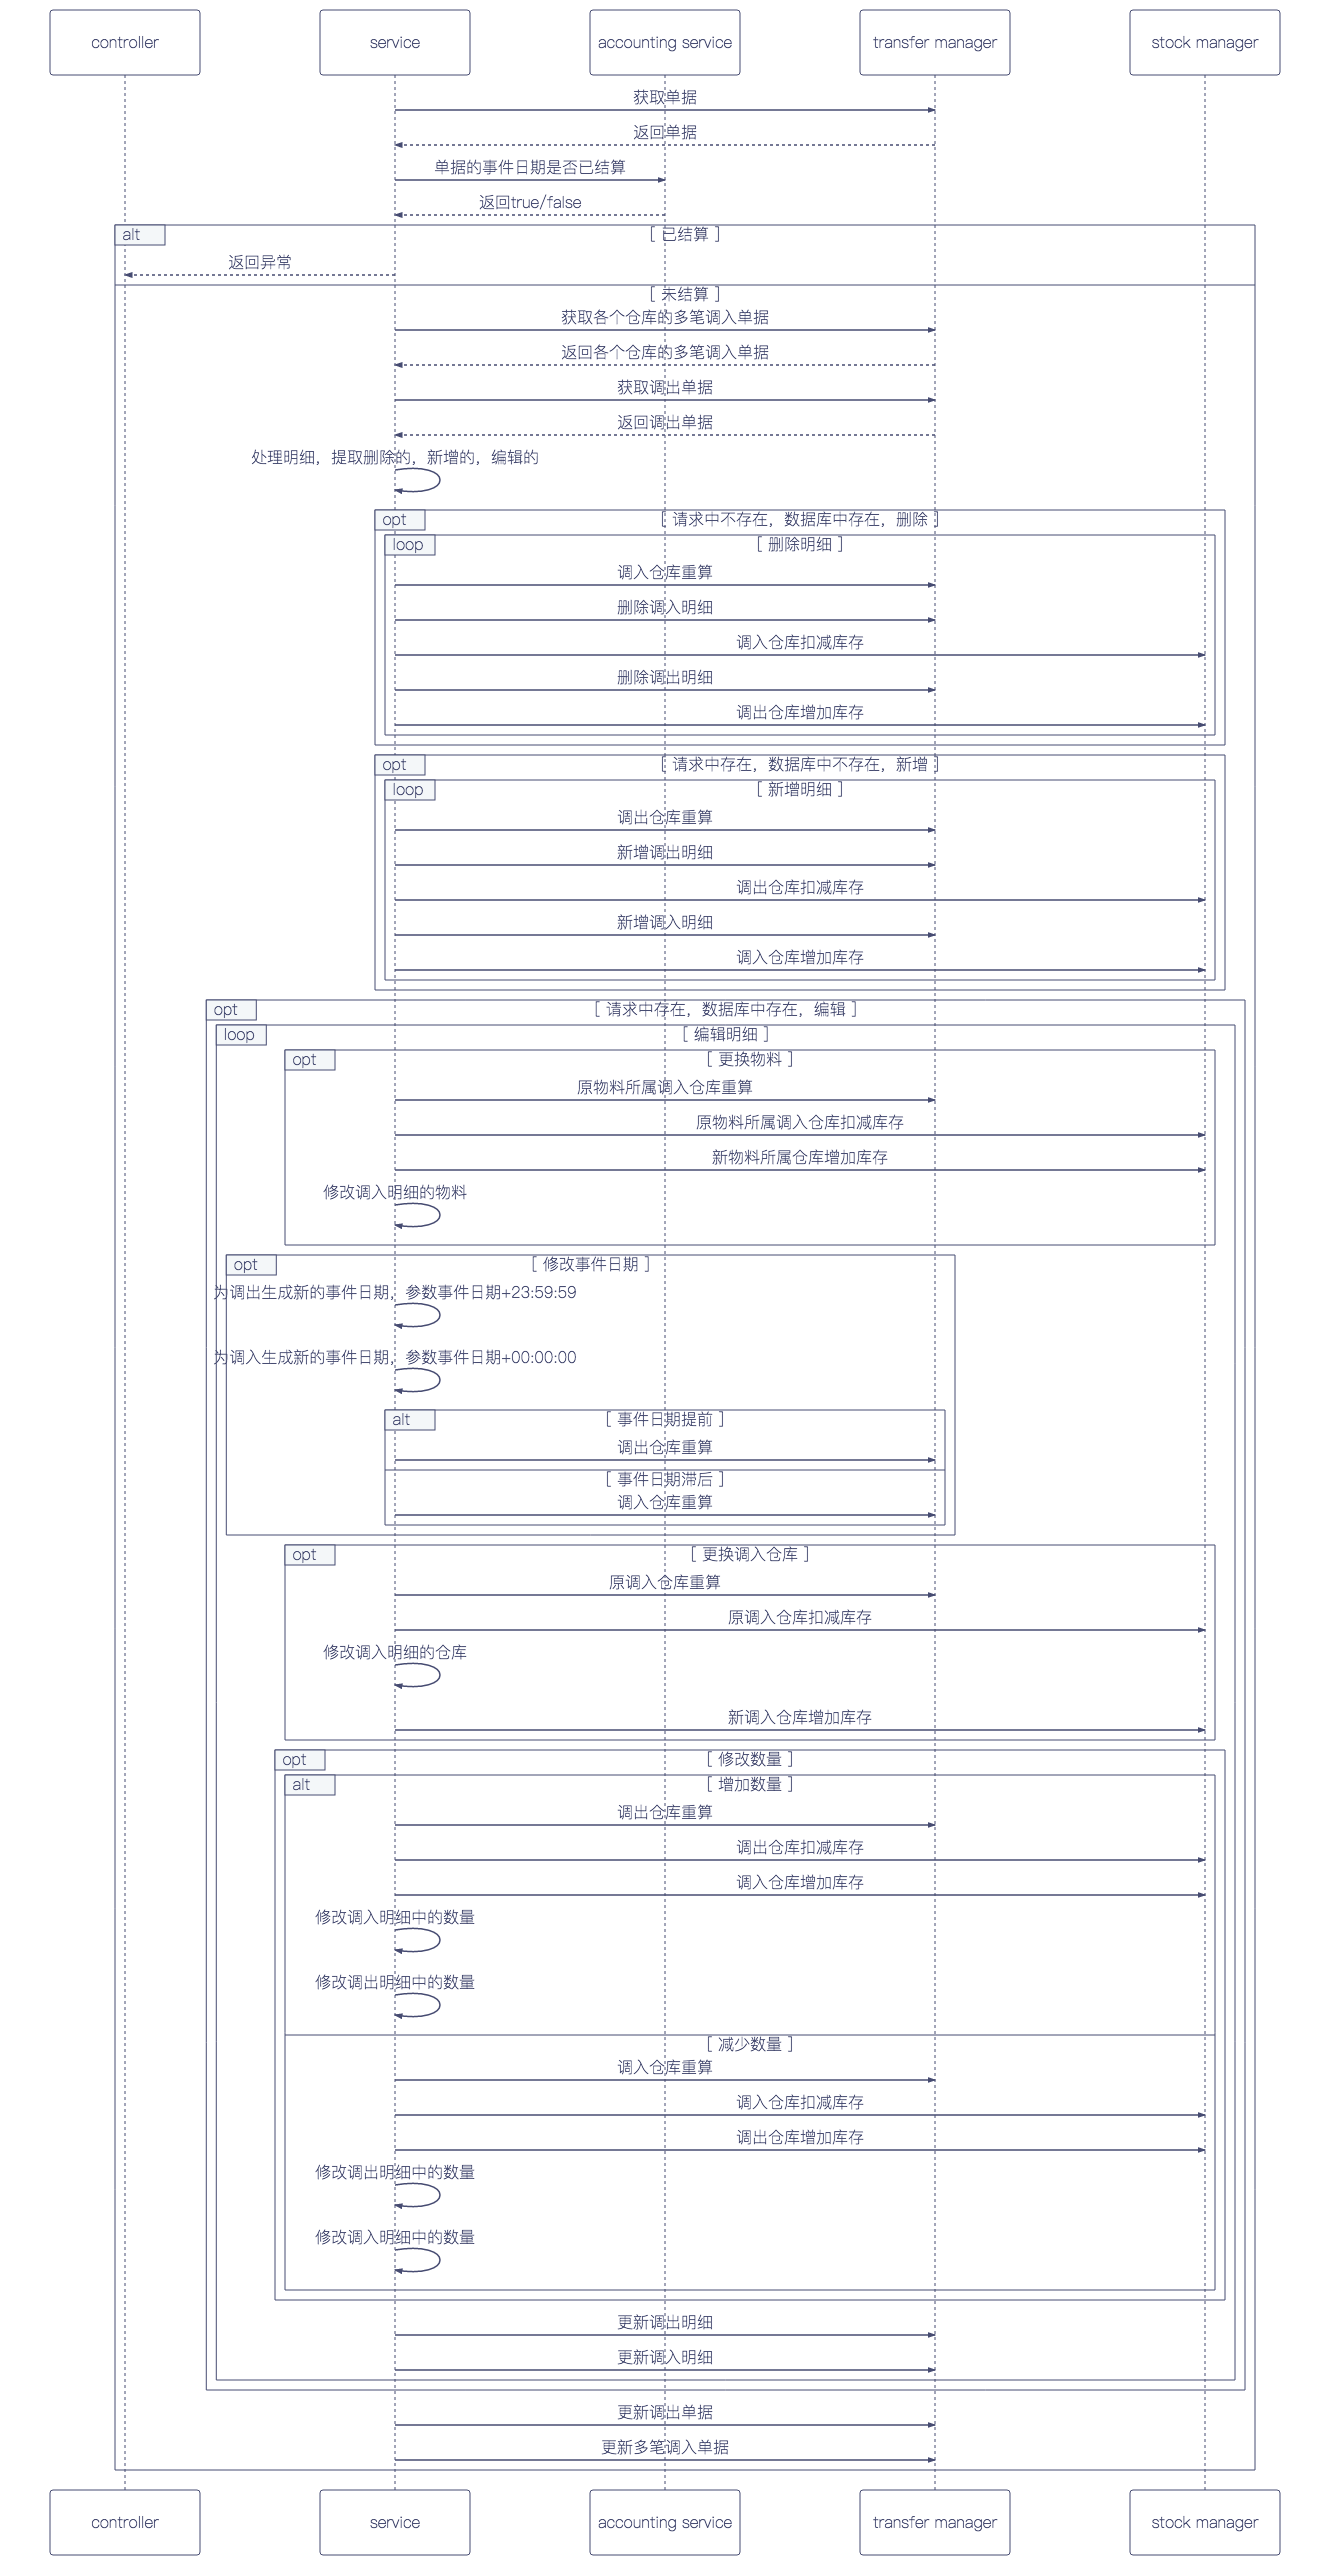 controller
service
accounting service
transfer manager
stock manager
获取单据
返回单据
单据的事件日期是否已结算
返回true/false
alt
[ 已结算 ]
返回异常
[ 未结算 ]
获取各个仓库的多笔调入单据
返回各个仓库的多笔调入单据
获取调出单据
返回调出单据
处理明细，提取删除的，新增的，编辑的
opt
[ 请求中不存在，数据库中存在，删除 ]
loop
[ 删除明细 ]
调入仓库重算
删除调入明细
调入仓库扣减库存
删除调出明细
调出仓库增加库存
opt
[ 请求中存在，数据库中不存在，新增 ]
loop
[ 新增明细 ]
调出仓库重算
新增调出明细
调出仓库扣减库存
新增调入明细
调入仓库增加库存
opt
[ 请求中存在，数据库中存在，编辑 ]
loop
[ 编辑明细 ]
opt
[ 更换物料 ]
原物料所属调入仓库重算
原物料所属调入仓库扣减库存
新物料所属仓库增加库存
修改调入明细的物料
opt
[ 修改事件日期 ]
为调出生成新的事件日期，参数事件日期+23:59:59
为调入生成新的事件日期，参数事件日期+00:00:00
alt
[ 事件日期提前 ]
调出仓库重算
[ 事件日期滞后 ]
调入仓库重算
opt
[ 更换调入仓库 ]
原调入仓库重算
原调入仓库扣减库存
修改调入明细的仓库
新调入仓库增加库存
opt
[ 修改数量 ]
alt
[ 增加数量 ]
调出仓库重算
调出仓库扣减库存
调入仓库增加库存
修改调入明细中的数量
修改调出明细中的数量
[ 减少数量 ]
调入仓库重算
调入仓库扣减库存
调出仓库增加库存
修改调出明细中的数量
修改调入明细中的数量
更新调出明细
更新调入明细
更新调出单据
更新多笔调入单据
controller
service
accounting service
transfer manager
stock manager